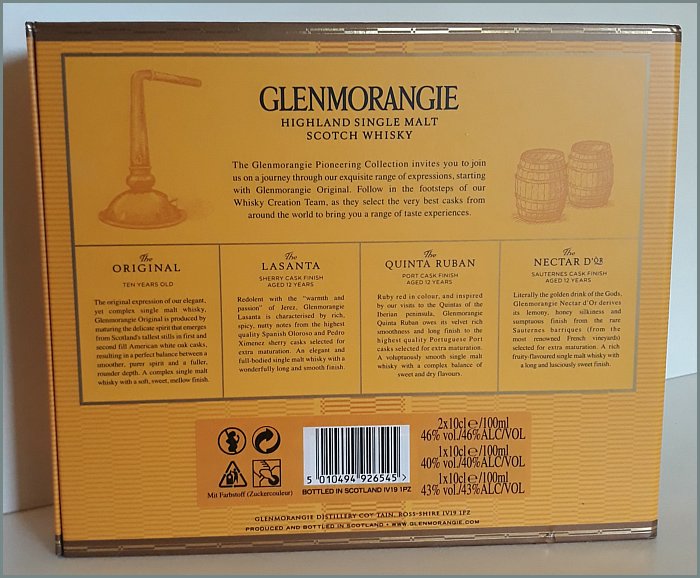 GLENMORANGIE
HIGHLAND SINGLE MALT
SCOTCH WHISKY
The Glenmorangie Pioneering Collection invites you to join
us on a journey through our exquisite range of expressions, starting
with Glenmorangie Original. Follow in the footsteps of our
Whisky Creation Team, as they select the very best casks from
around the world to bring you a range of taste experiences.
The
ORIGINAL
TEN YEARS OLD
The original expression of our elegant,
yet complex single malt whisky,
Glenmorangie Original is produced by
maturing the delicate spirit that emerges
from Scotland's tallest stills in first and
second fill American white oak casks,
resulting in a perfect balance between a
smoother, purer spirit and a fuller,
rounder depth. A complex single malt
whisky with a soft, sweet, mellow finish.
The
LASANTA
SHERRY CASK FINISH
AGED 12 YEARS
Redolent with the "warmth and
passion" of Jerez, Glenmorangie
Lasanta is characterised by rich,
spicy, nutty notes from the highest
quality Spanish Oloroso and Pedro
Ximenez sherry casks selected for
extra maturation. An elegant and
full-bodied single malt whisky with a
wonderfully long and smooth finish.
The
QUINTA RUBAN
PORT CASK FINISH
AGED 12 YEARS
Ruby red in colour, and inspired
by our visits to the Quintas of the
Iberian peninsula, Glenmorangie
Quinta Ruban owes its velvet rich
smoothness and long finish to the
highest quality Portuguese Port
casks selected for extra maturation.
A voluptuously smooth single malt
whisky with a complex balance of
sweet and dry flavours.
The
NECTAR D'OR
SAUTERNES CASK FINISH
AGED 12 YEARS
Literally the golden drink of the Gods,
Glenmorangie Nectar d'Or derives
its lemony, honey silkiness and
sumptuous finish from the rare
Sauternes barriques (from the
most renowned French vineyards)
selected for extra maturation. A rich
fruity-flavoured single malt whisky with
a long and lusciously sweet finish.
Mit Farbstoff (Zuckercouleur)
5 010494 926545 >
BOTTLED IN SCOTLAND IV19 1PZ
2x10cl e/100ml
46% vol./46%ALC/VOL
1x10cl e/100ml
40% vol./40%ALC/VOL
1x10cl e/100ml
43% vol./43%ALC/VOL
GLENMORANGIE DISTILLERY COY TAIN, ROSS-SHIRE IV19 1PZ
PRODUCED AND BOTTLED IN SCOTLAND • WWW.GLENMORANGIE.COM